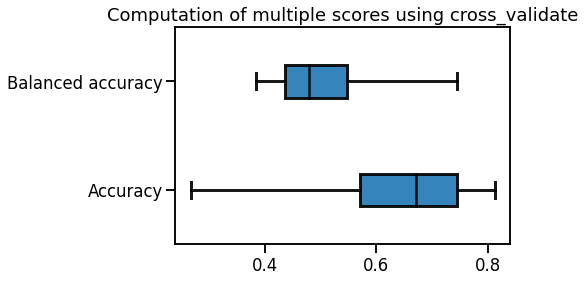 Computation of multiple scores using cross_validate
Balanced accuracy
Accuracy
0.4 0.6 0.8